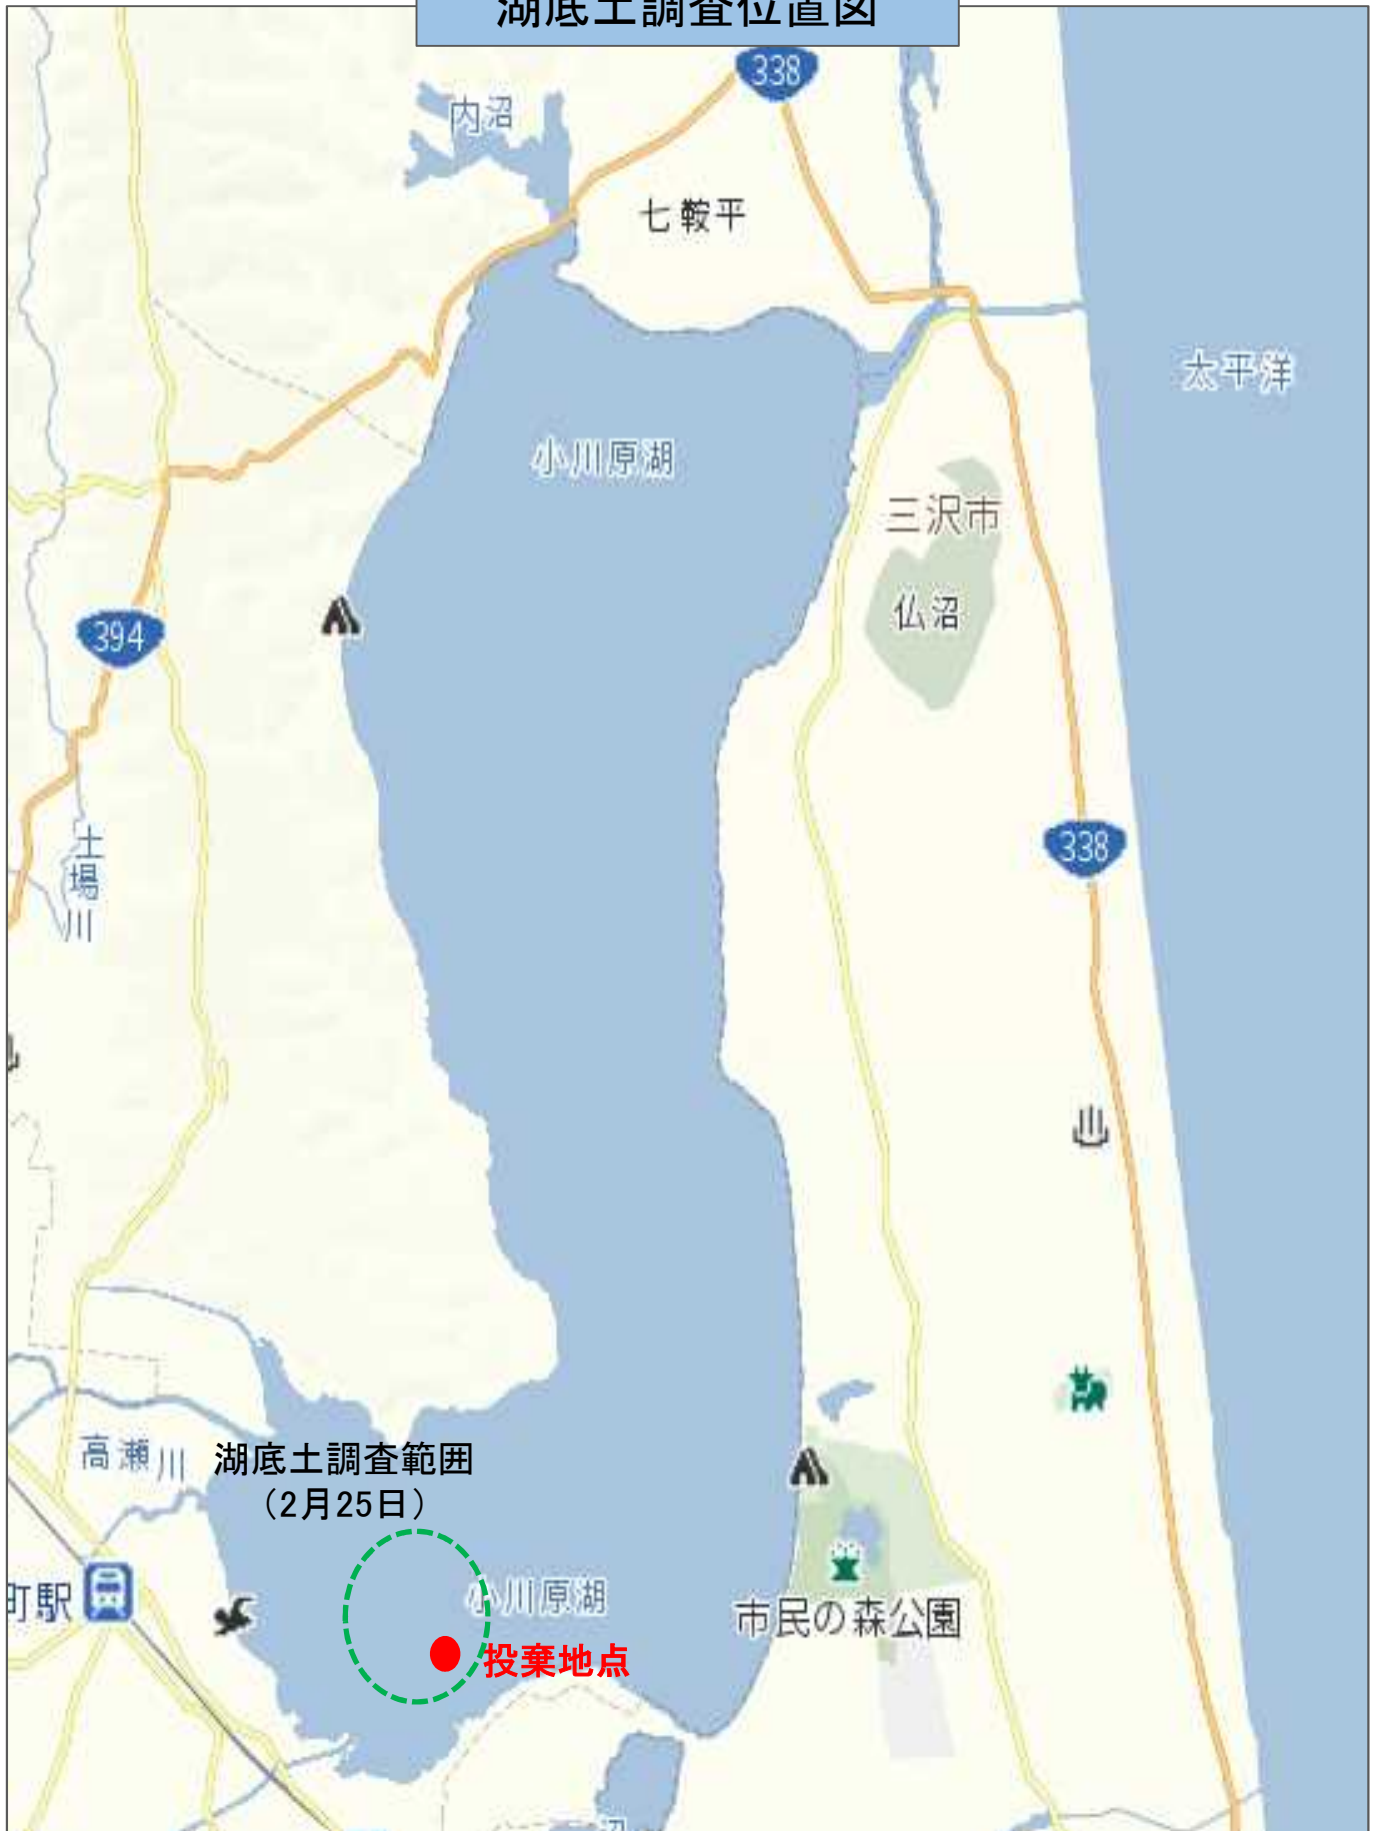 湖底土調査位置図
338
内沼
七鞍平
太平洋
小川原湖
三沢市
仏沼
394
338
土場川
高瀬川
湖底土調査範囲
（2月25日）
町駅
小川原湖
市民の森公園
投棄地点
沼